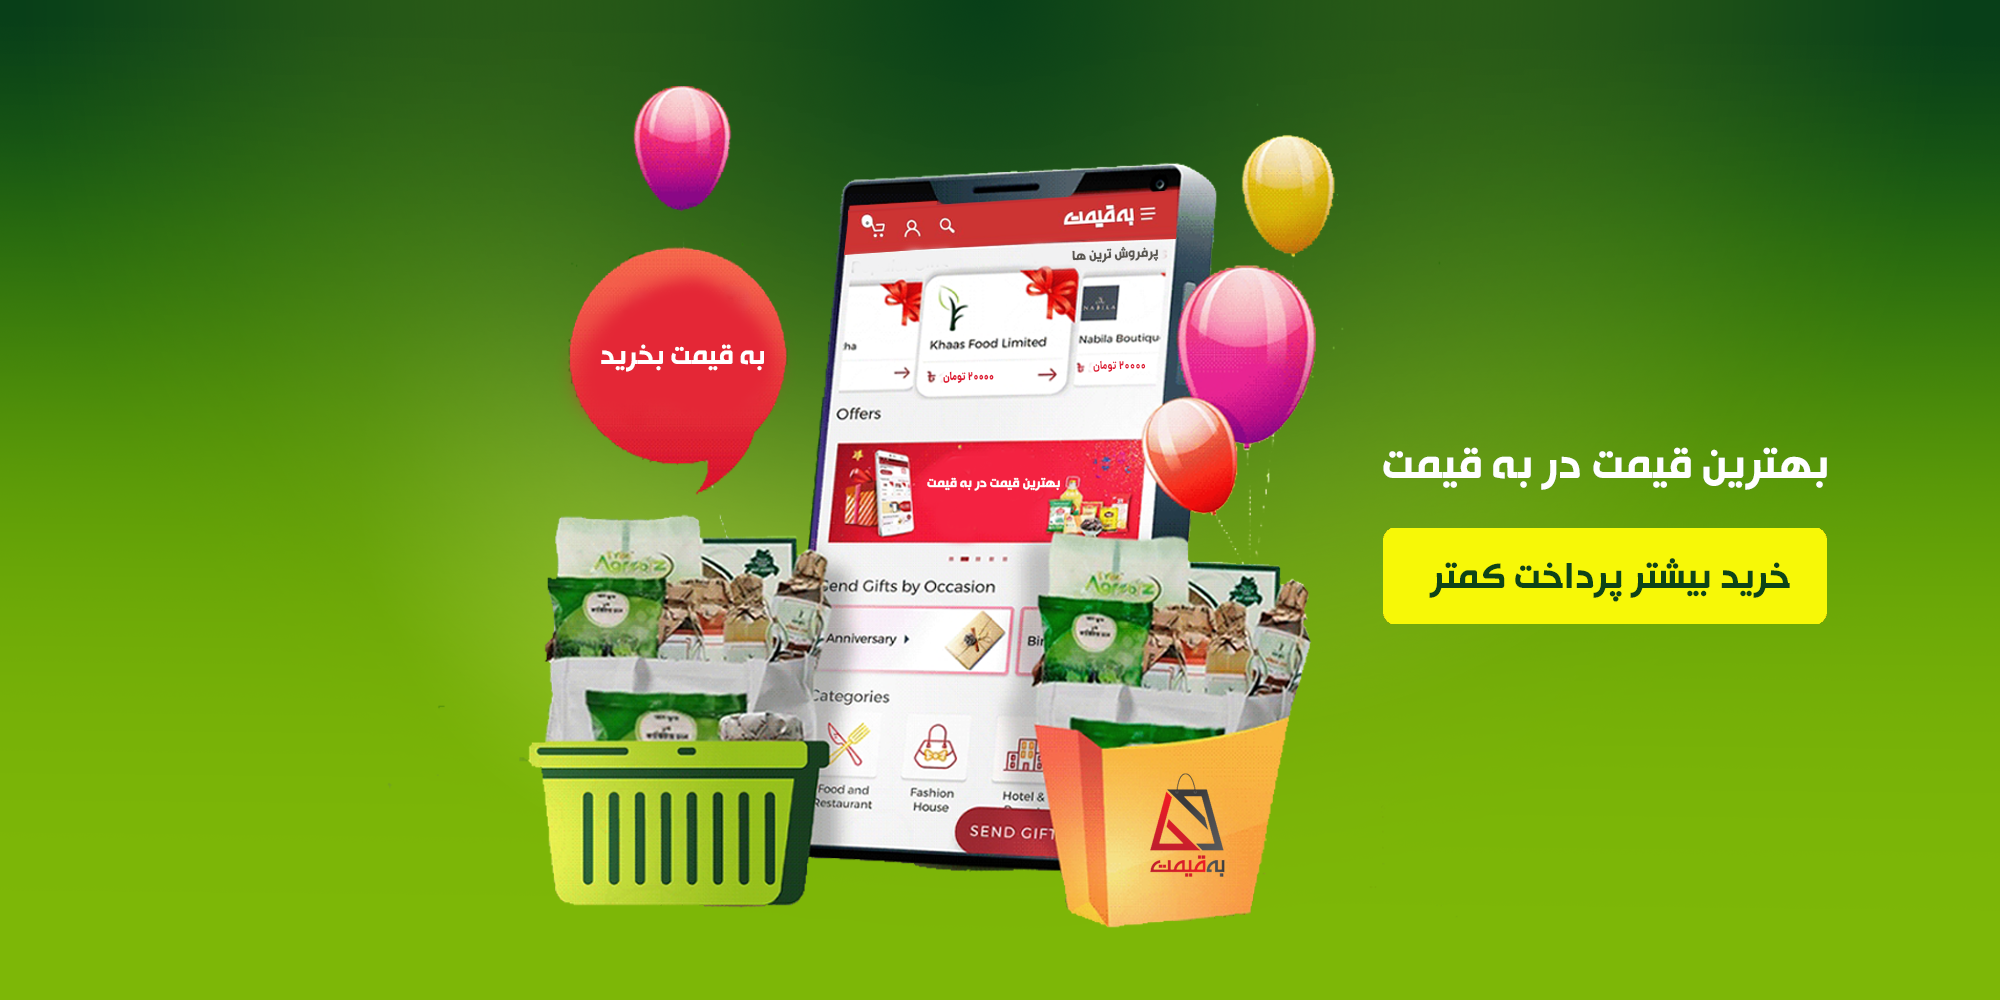 به قیمت
پرفروش ترین ها
Khaas Food Limited
۲۰۰۰۰ تومان
NABILA
Nabila Boutiqu
۲۰۰۰۰ تومان
به قیمت بخرید
Offers
بهترین قیمت در به قیمت
بهترین قیمت در به قیمت
خرید بیشتر پرداخت کمتر
Send Gifts by Occasion
Anniversary
Categories
Food and
Restaurant
Fashion
House
Hotel &
SEND GIFT
به قیمت